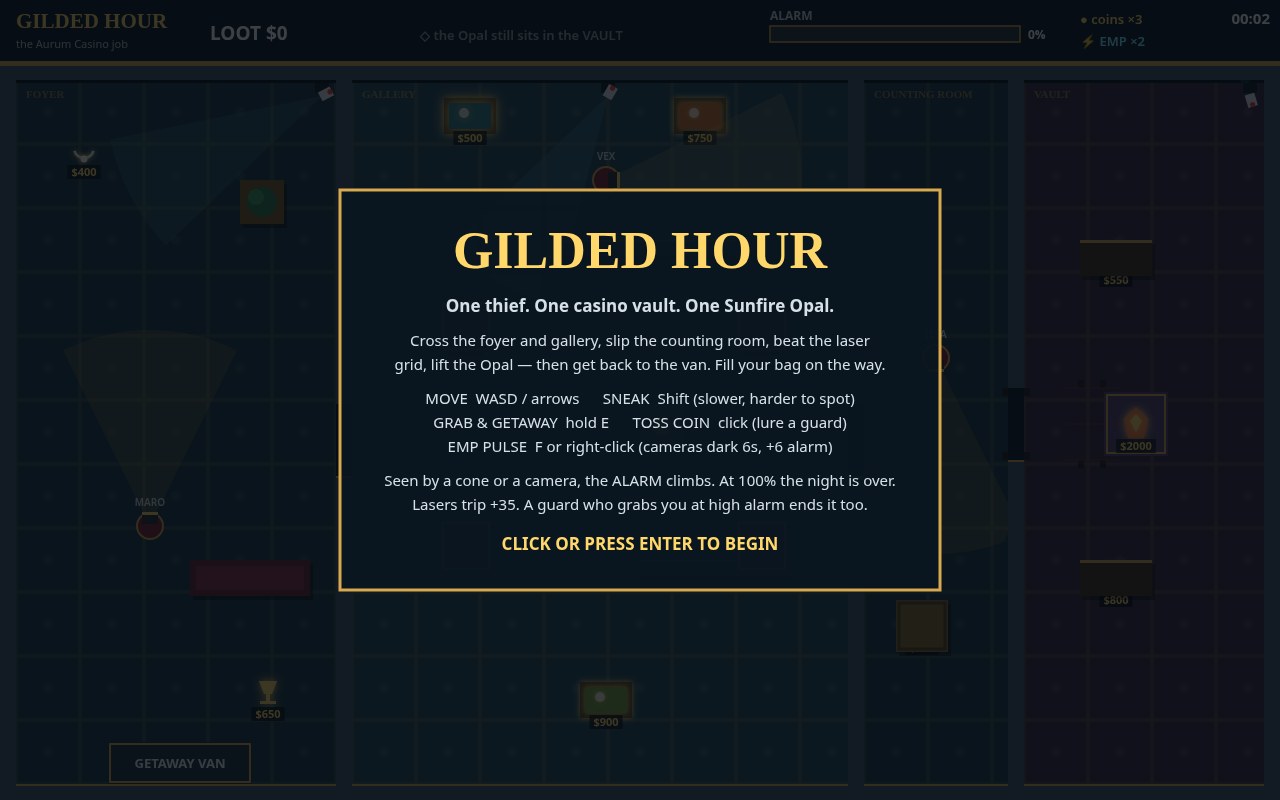 GILDED HOUR
the Aurum Casino job
LOOT $0
◇ the Opal still sits in the VAULT
ALARM
0%
● coins ×3
⚡ EMP ×2
00:02
FOYER
GALLERY
COUNTING ROOM
VAULT
$400
$500
$750
VEX
$550
GILDED HOUR
One thief. One casino vault. One Sunfire Opal.
Cross the foyer and gallery, slip the counting room, beat the laser
grid, lift the Opal — then get back to the van. Fill your bag on the way.
MOVE WASD / arrows SNEAK Shift (slower, harder to spot)
GRAB & GETAWAY hold E TOSS COIN click (lure a guard)
EMP PULSE F or right-click (cameras dark 6s, +6 alarm)
Seen by a cone or a camera, the ALARM climbs. At 100% the night is over.
Lasers trip +35. A guard who grabs you at high alarm ends it too.
CLICK OR PRESS ENTER TO BEGIN
$2000
MARO
$800
$650
$900
GETAWAY VAN